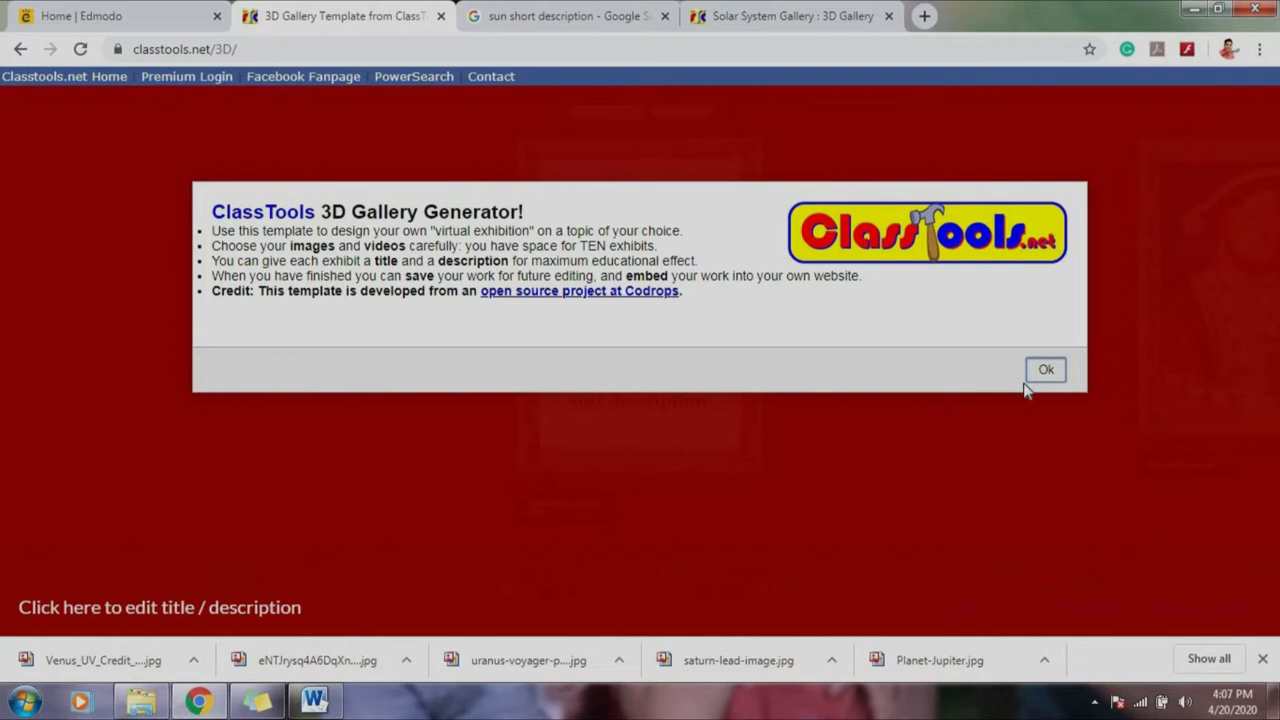 Home | Edmodo
3D Gallery Template from ClassT
sun short description - Google S
Solar System Gallery : 3D Gallery
classtools.net/3D/
Classtools.net Home | Premium Login | Facebook Fanpage | PowerSearch | Contact
ClassTools 3D Gallery Generator!
ClassTools.net
• Use this template to design your own "virtual exhibition" on a topic of your choice.
• Choose your images and videos carefully: you have space for TEN exhibits.
• You can give each exhibit a title and a description for maximum educational effect.
• When you have finished you can save your work for future editing, and embed your work into your own website.
• Credit: This template is developed from an open source project at Codrops.
Ok
Click here to edit title / description
Venus_UV_Credit_....jpg
eNTJrysq4A6DqXn....jpg
uranus-voyager-p....jpg
saturn-lead-image.jpg
Planet-Jupiter.jpg
Show all
4:07 PM
4/20/2020